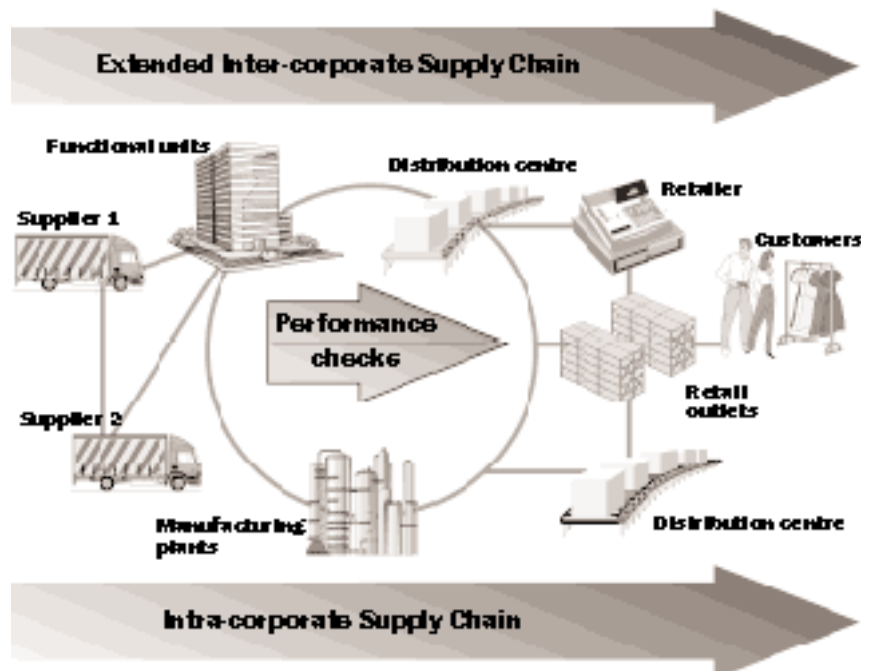 Extended Inter-corporate Supply Chain
Functional units
Distribution centre
Retailer
Supplier 1
Customers
Performance
checks
Supplier 2
Retail
outlets
Manufacturing
plants
Distribution centre
Intra-corporate Supply Chain